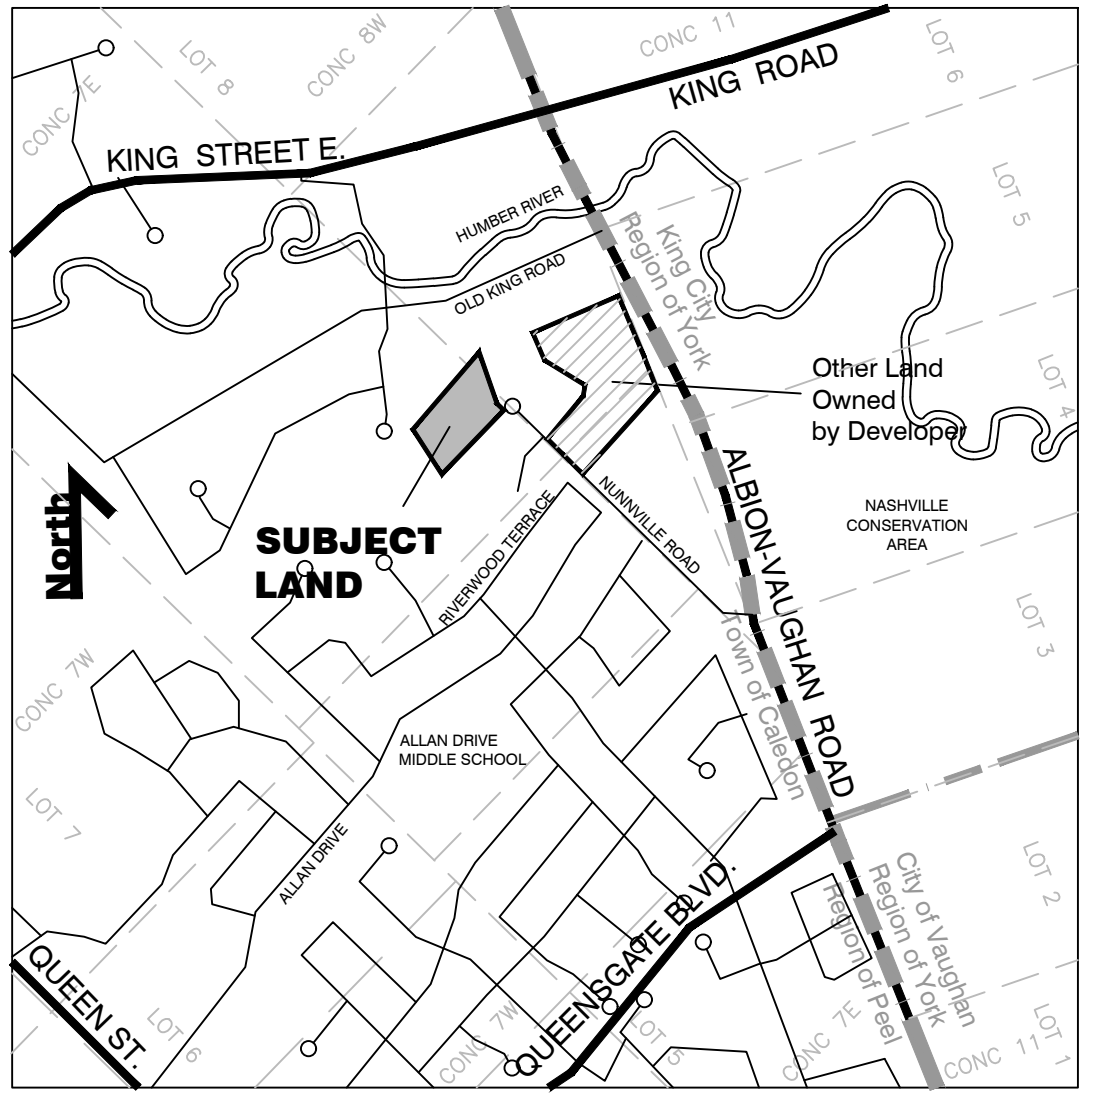 CONC 7E
LOT 8
CONC 8W
CONC 11
LOT 6
KING ROAD
KING STREET E.
HUMBER RIVER
OLD KING ROAD
King City
Region of York
LOT 5
Other Land
Owned
by Developer
LOT 4
North
SUBJECT
LAND
RIVERWOOD TERRACE
NUNNVILLE ROAD
ALBION-VAUGHAN ROAD
NASHVILLE
CONSERVATION
AREA
LOT 3
CONC 7W
Town of Caledon
ALLAN DRIVE
MIDDLE SCHOOL
LOT 7
ALLAN DRIVE
QUEENSGATE BLVD.
City of Vaughan
Region of York
Region of Peel
LOT 2
QUEEN ST.
LOT 6
CONC 7W
LOT 5
CONC 7E
CONC 11
LOT 1